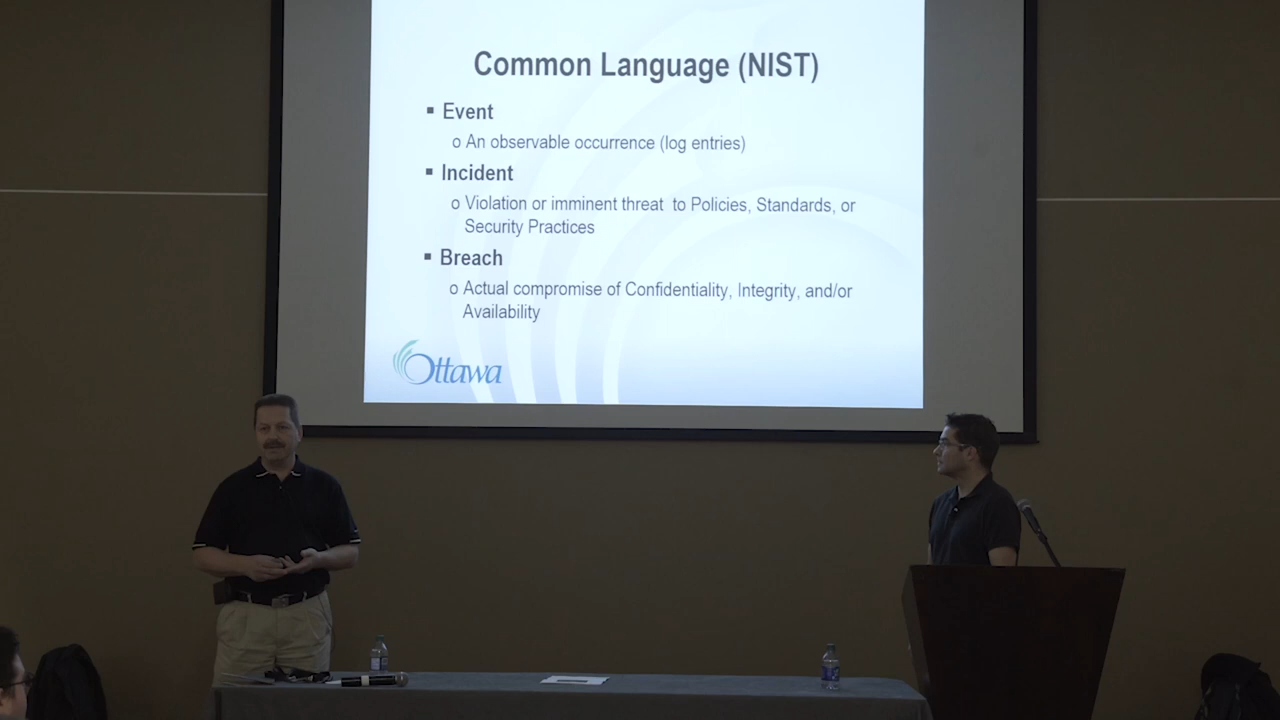 Common Language (NIST)
▪ Event
o An observable occurrence (log entries)
▪ Incident
o Violation or imminent threat to Policies, Standards, or
Security Practices
▪ Breach
o Actual compromise of Confidentiality, Integrity, and/or
Availability
Ottawa